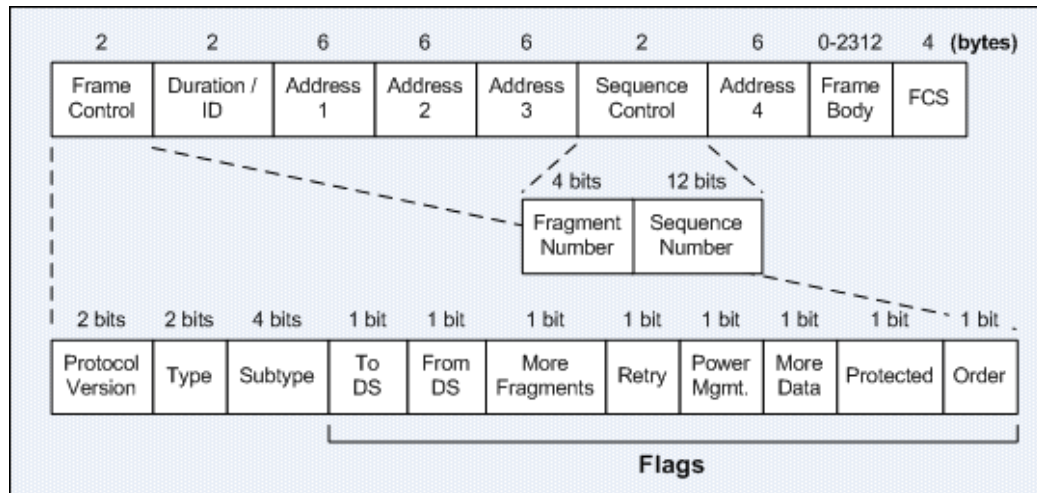 2 2 6 6 6 2 6 0-2312 4 (bytes)
Frame Control
Duration / ID
Address 1
Address 2
Address 3
Sequence Control
Address 4
Frame Body
FCS
4 bits 12 bits
Fragment Number
Sequence Number
2 bits 2 bits 4 bits 1 bit 1 bit 1 bit 1 bit 1 bit 1 bit 1 bit 1 bit
Protocol Version
Type
Subtype
To DS
From DS
More Fragments
Retry
Power Mgmt.
More Data
Protected
Order
Flags